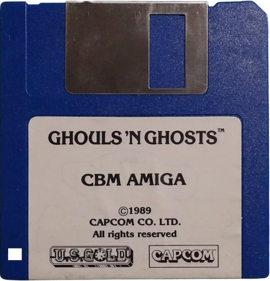 GHOULS 'N GHOSTS™
CBM AMIGA
©1989
CAPCOM CO. LTD.
All rights reserved
U.S. GOLD CAPCOM